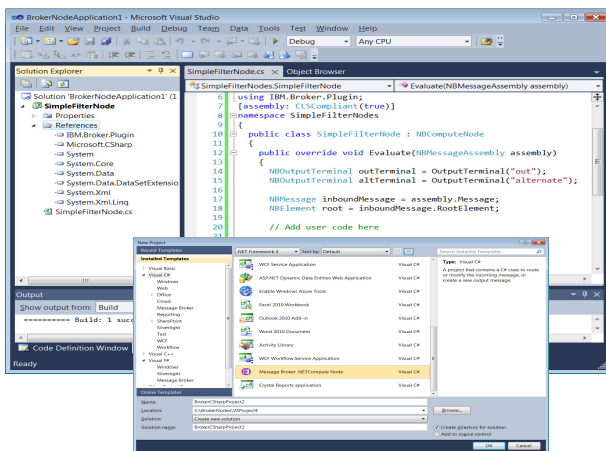 BrokerNodeApplication1 - Microsoft Visual Studio
File Edit View Project Build Debug Team Data Tools Test Window Help
Debug Any CPU
Solution Explorer
SimpleFilterNode.cs × Object Browser
SimpleFilterNodes.SimpleFilterNode Evaluate(NBMessageAssembly assembly)
Solution 'BrokerNodeApplication1' (1
SimpleFilterNode
Properties
References
IBM.Broker.Plugin
Microsoft.CSharp
System
System.Core
System.Data
System.Data.DataSetExtensio
System.Xml
System.Xml.Linq
SimpleFilterNode.cs
6 using IBM.Broker.Plugin;
7 [assembly: CLSCompliant(true)]
8 namespace SimpleFilterNodes
9 {
10 public class SimpleFilterNode : NBComputeNode
11 {
12 public override void Evaluate(NBMessageAssembly assembly)
13 {
14 NBOutputTerminal outTerminal = OutputTerminal("out");
15 NBOutputTerminal altTerminal = OutputTerminal("alternate");
16
17 NBMessage inboundMessage = assembly.Message;
18 NBElement root = inboundMessage.RootElement;
19
20 // Add user code here
21
Output
Show output from: Build
========== Build: 1 succ
Code Definition Window
Ready
New Project
Recent Templates
.NET Framework 4 Sort by: Default
Search Installed Templates
Installed Templates
Visual Basic
Visual C#
Windows
Web
Office
Cloud
Message Broker
Reporting
SharePoint
Silverlight
Test
WCF
Workflow
Visual C++
Visual F#
Windows
Silverlight
Message Broker
Online Templates
WCF Service Application Visual C#
ASP.NET Dynamic Data Entities Web Application Visual C#
Enable Windows Azure Tools Visual C#
Excel 2010 Workbook Visual C#
Outlook 2010 Add-in Visual C#
Word 2010 Document Visual C#
Activity Library Visual C#
WCF Workflow Service Application Visual C#
Message Broker .NETCompute Node Visual C#
Crystal Reports application Visual C#
Type: Visual C#
A project that contains a C# class to route
or modify the incoming message, or
create a new output message.
Name: BrokerCSharpProject2
Location: C:\BrokerNodes\VSProject4
Browse...
Solution: Create new solution
Solution name: BrokerCSharpProject2
Create directory for solution
Add to source control
OK Cancel